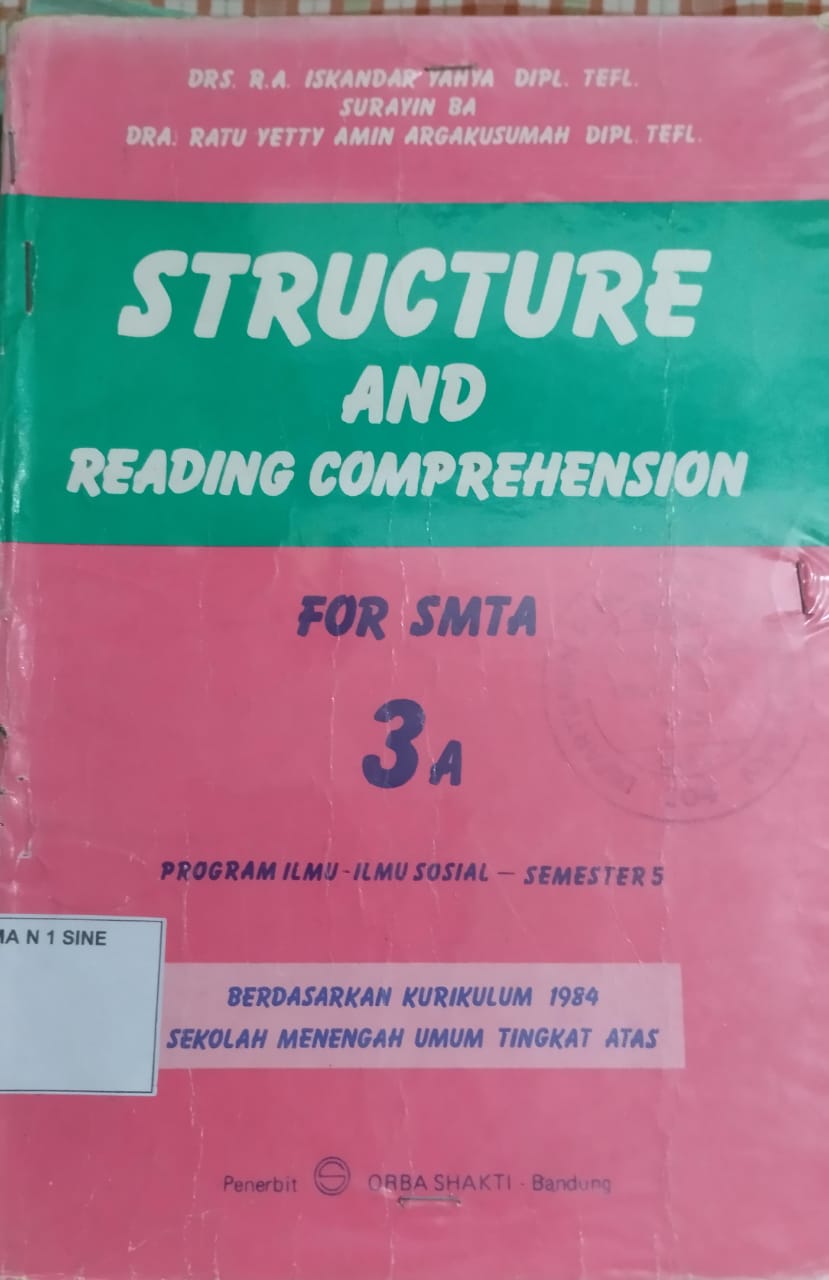 DRS. R.A. ISKANDAR YAHYA DIPL. TEFL.
SURAYIN BA
DRA. RATU YETTY AMIN ARGAKUSUMAH DIPL. TEFL.
STRUCTURE
AND
READING COMPREHENSION
FOR SMTA
3A
PROGRAM ILMU-ILMU SOSIAL — SEMESTER 5
MA N 1 SINE
BERDASARKAN KURIKULUM 1984
SEKOLAH MENENGAH UMUM TINGKAT ATAS
Penerbit ORBA SHAKTI - Bandung